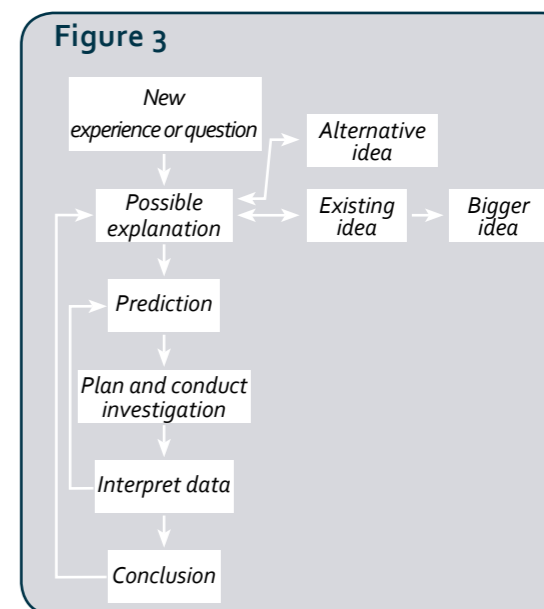 Figure 3
New
experience or question
Alternative
idea
Possible
explanation
Existing
idea
Bigger
idea
Prediction
Plan and conduct
investigation
Interpret data
Conclusion